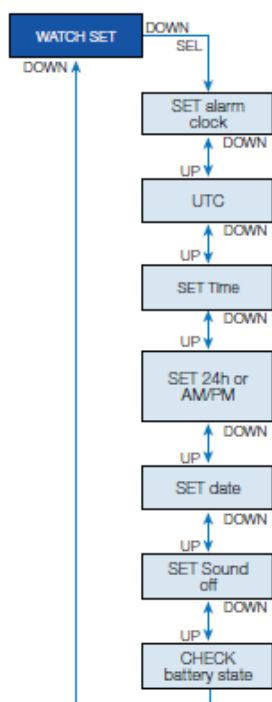 WATCH SET
DOWN
SEL
DOWN
SET alarm
clock
DOWN
UP
UTC
DOWN
UP
SET Time
DOWN
UP
SET 24h or
AM/PM
DOWN
UP
SET date
DOWN
UP
SET Sound
off
DOWN
UP
CHECK
battery state